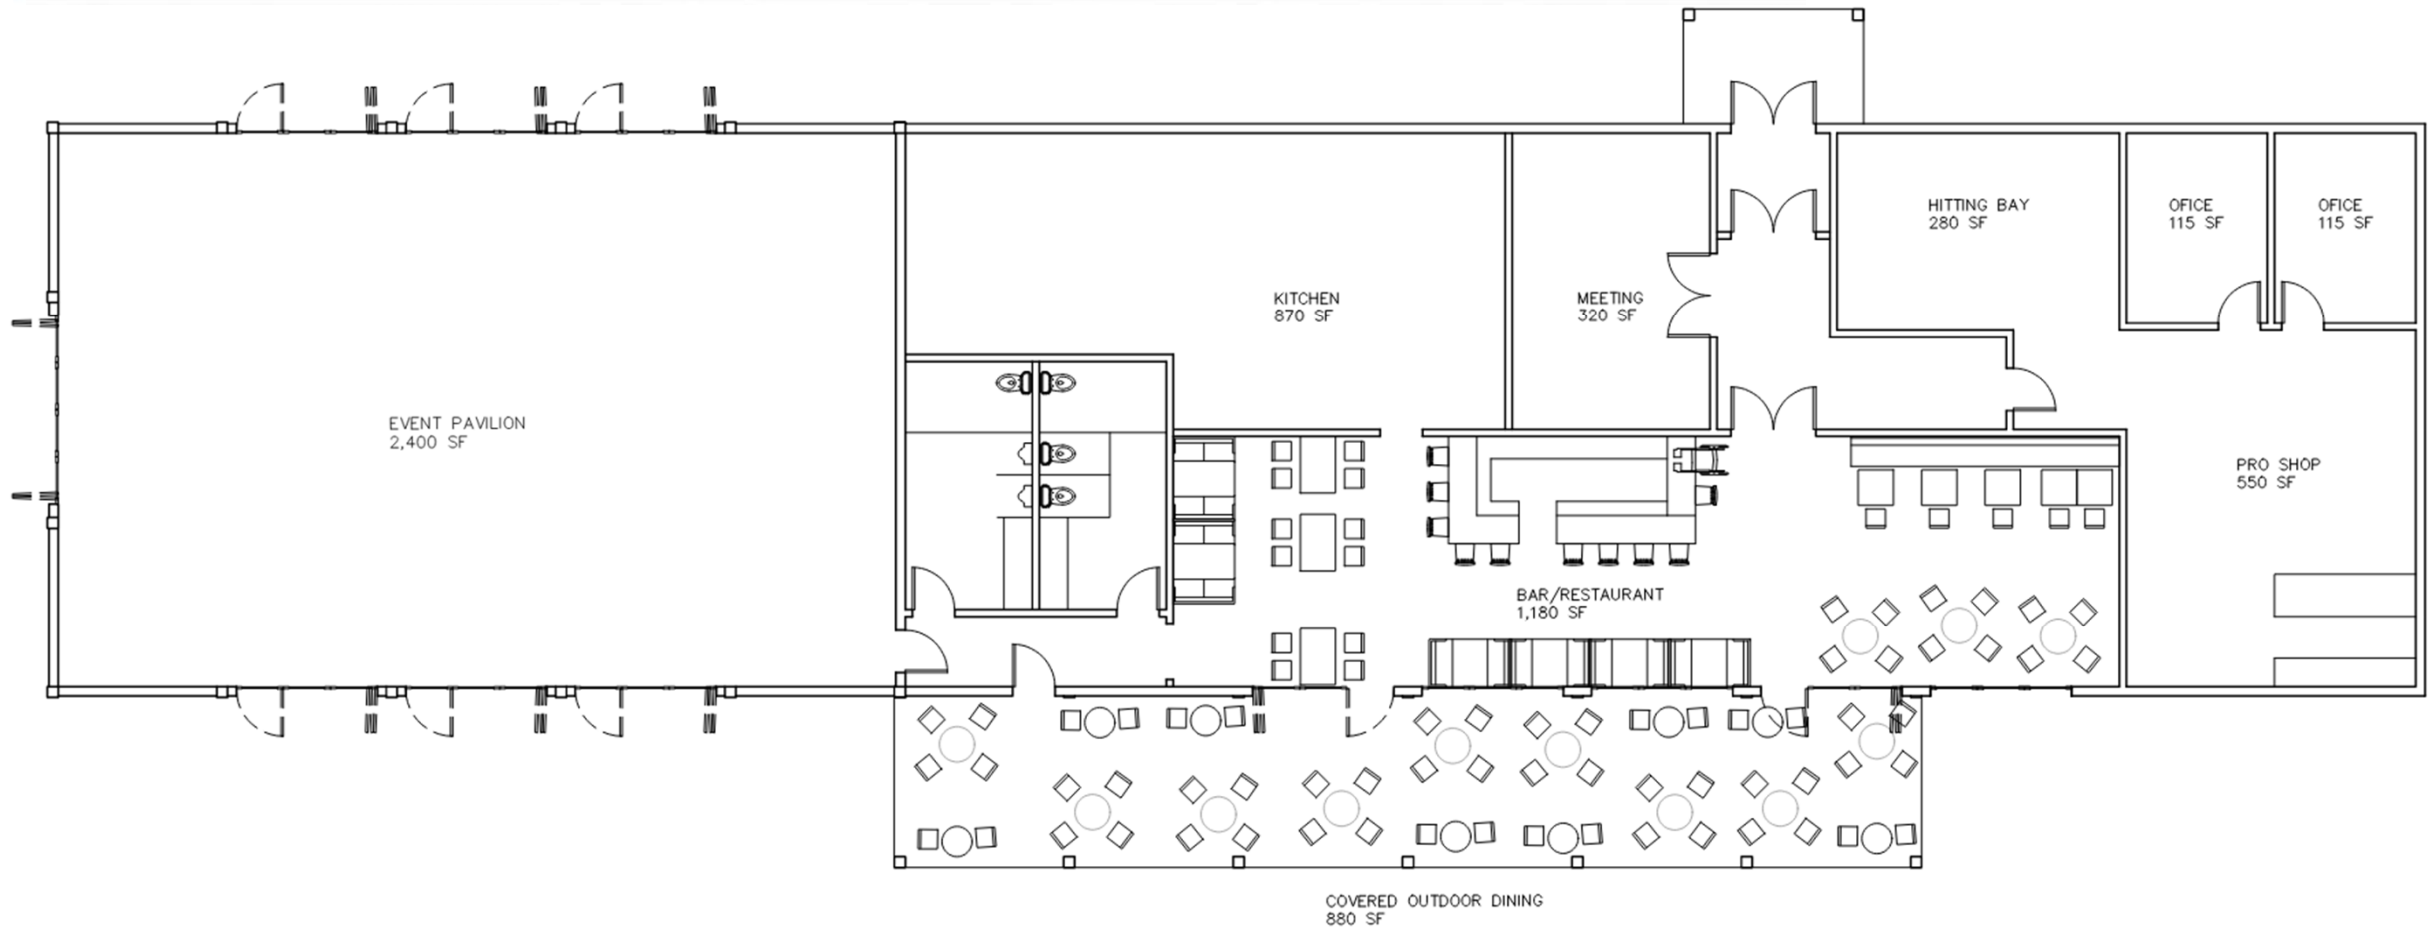 HITTING BAY
280 SF
OFICE
115 SF
OFICE
115 SF
KITCHEN
870 SF
MEETING
320 SF
EVENT PAVILION
2,400 SF
PRO SHOP
550 SF
BAR/RESTAURANT
1,180 SF
COVERED OUTDOOR DINING
880 SF